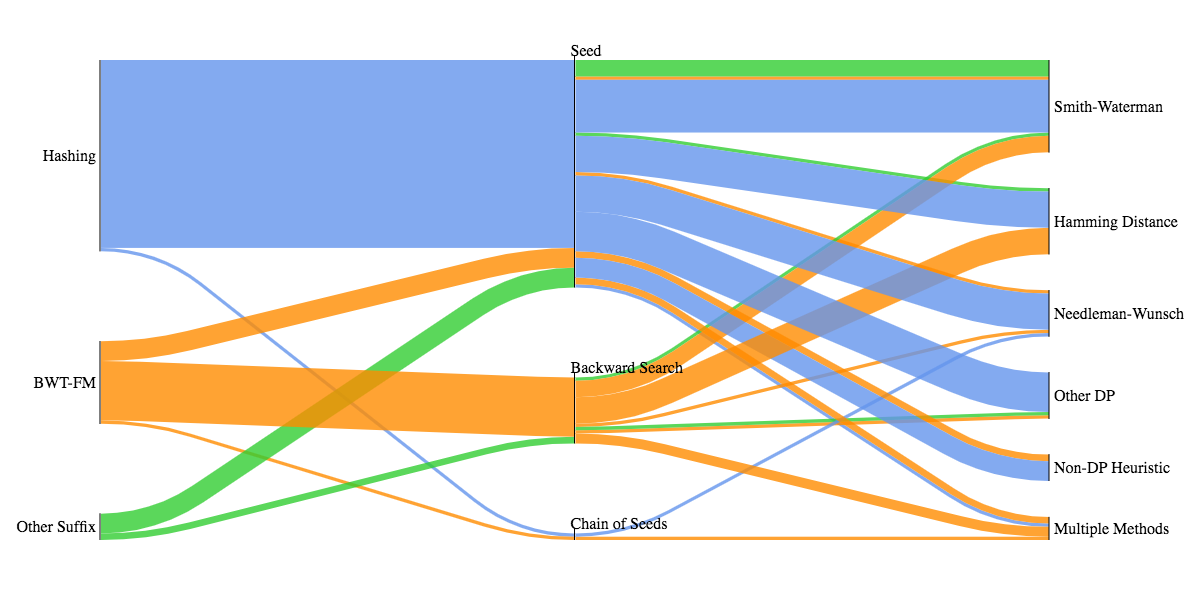 Seed
Smith-Waterman
Hashing
Hamming Distance
Needleman-Wunsch
Backward Search
BWT-FM
Other DP
Non-DP Heuristic
Chain of Seeds
Other Suffix
Multiple Methods